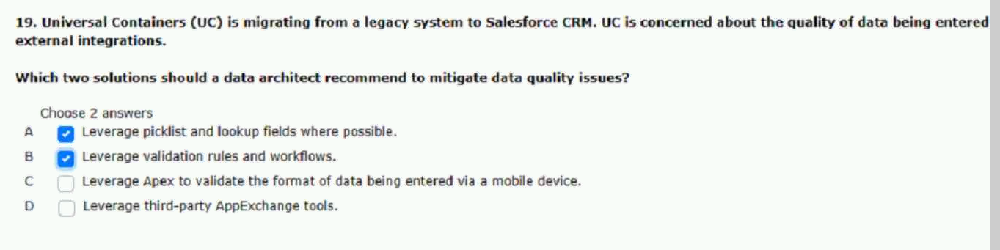 19. Universal Containers (UC) is migrating from a legacy system to Salesforce CRM. UC is concerned about the quality of data being entered
external integrations.
Which two solutions should a data architect recommend to mitigate data quality issues?
Choose 2 answers
A Leverage picklist and lookup fields where possible.
B Leverage validation rules and workflows.
C Leverage Apex to validate the format of data being entered via a mobile device.
D Leverage third-party AppExchange tools.